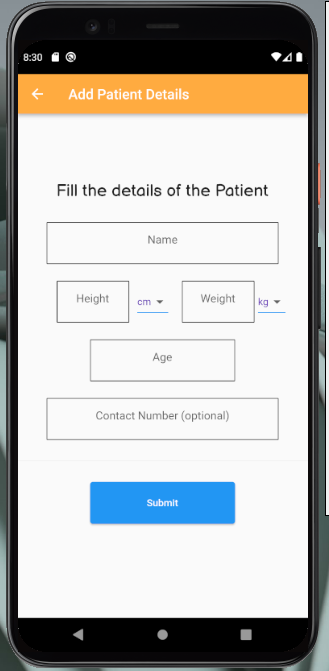 8:30
Add Patient Details
Fill the details of the Patient
Name
Height cm Weight kg
Age
Contact Number (optional)
Submit